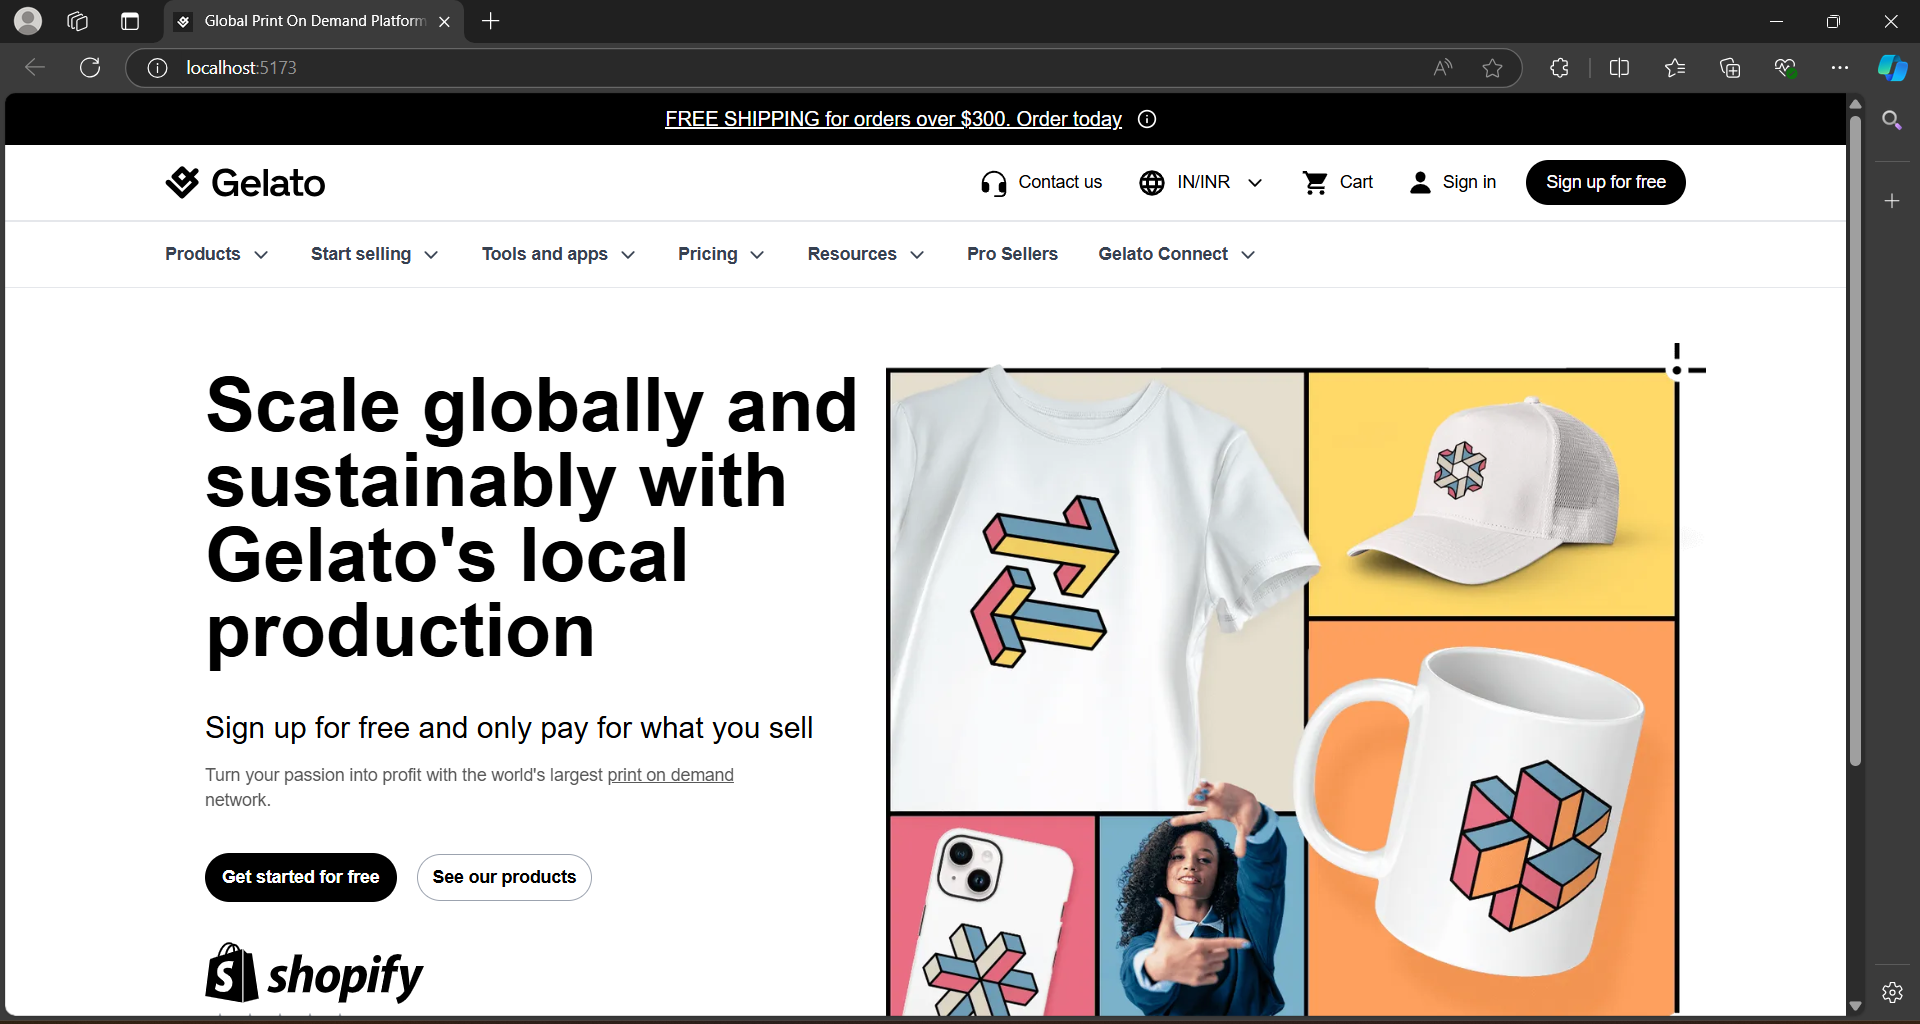 Global Print On Demand Platform
localhost:5173
FREE SHIPPING for orders over $300. Order today
Gelato
Contact us
IN/INR
Cart
Sign in
Sign up for free
Products
Start selling
Tools and apps
Pricing
Resources
Pro Sellers
Gelato Connect
Scale globally and
sustainably with
Gelato's local
production
Sign up for free and only pay for what you sell
Turn your passion into profit with the world's largest print on demand
network.
Get started for free
See our products
shopify